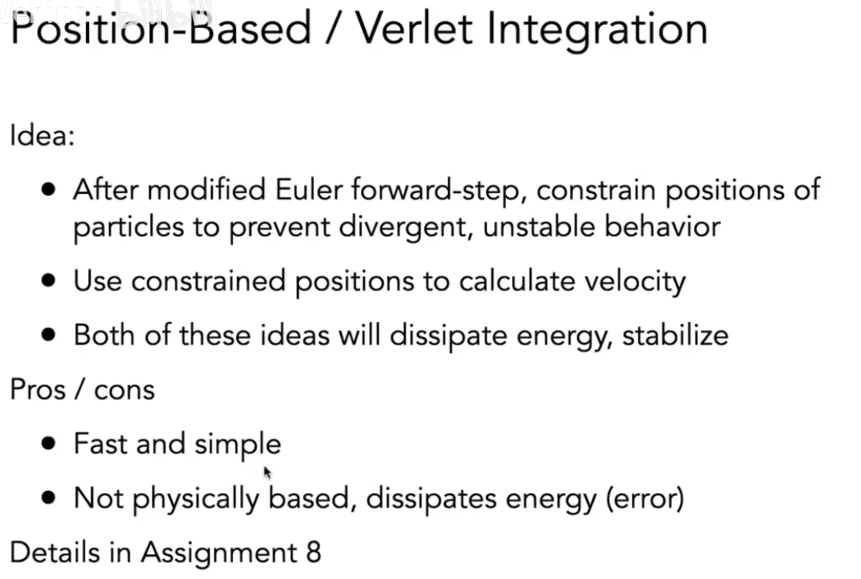 Position-Based / Verlet Integration
Idea:
● After modified Euler forward-step, constrain positions of
particles to prevent divergent, unstable behavior
● Use constrained positions to calculate velocity
● Both of these ideas will dissipate energy, stabilize
Pros / cons
● Fast and simple
● Not physically based, dissipates energy (error)
Details in Assignment 8